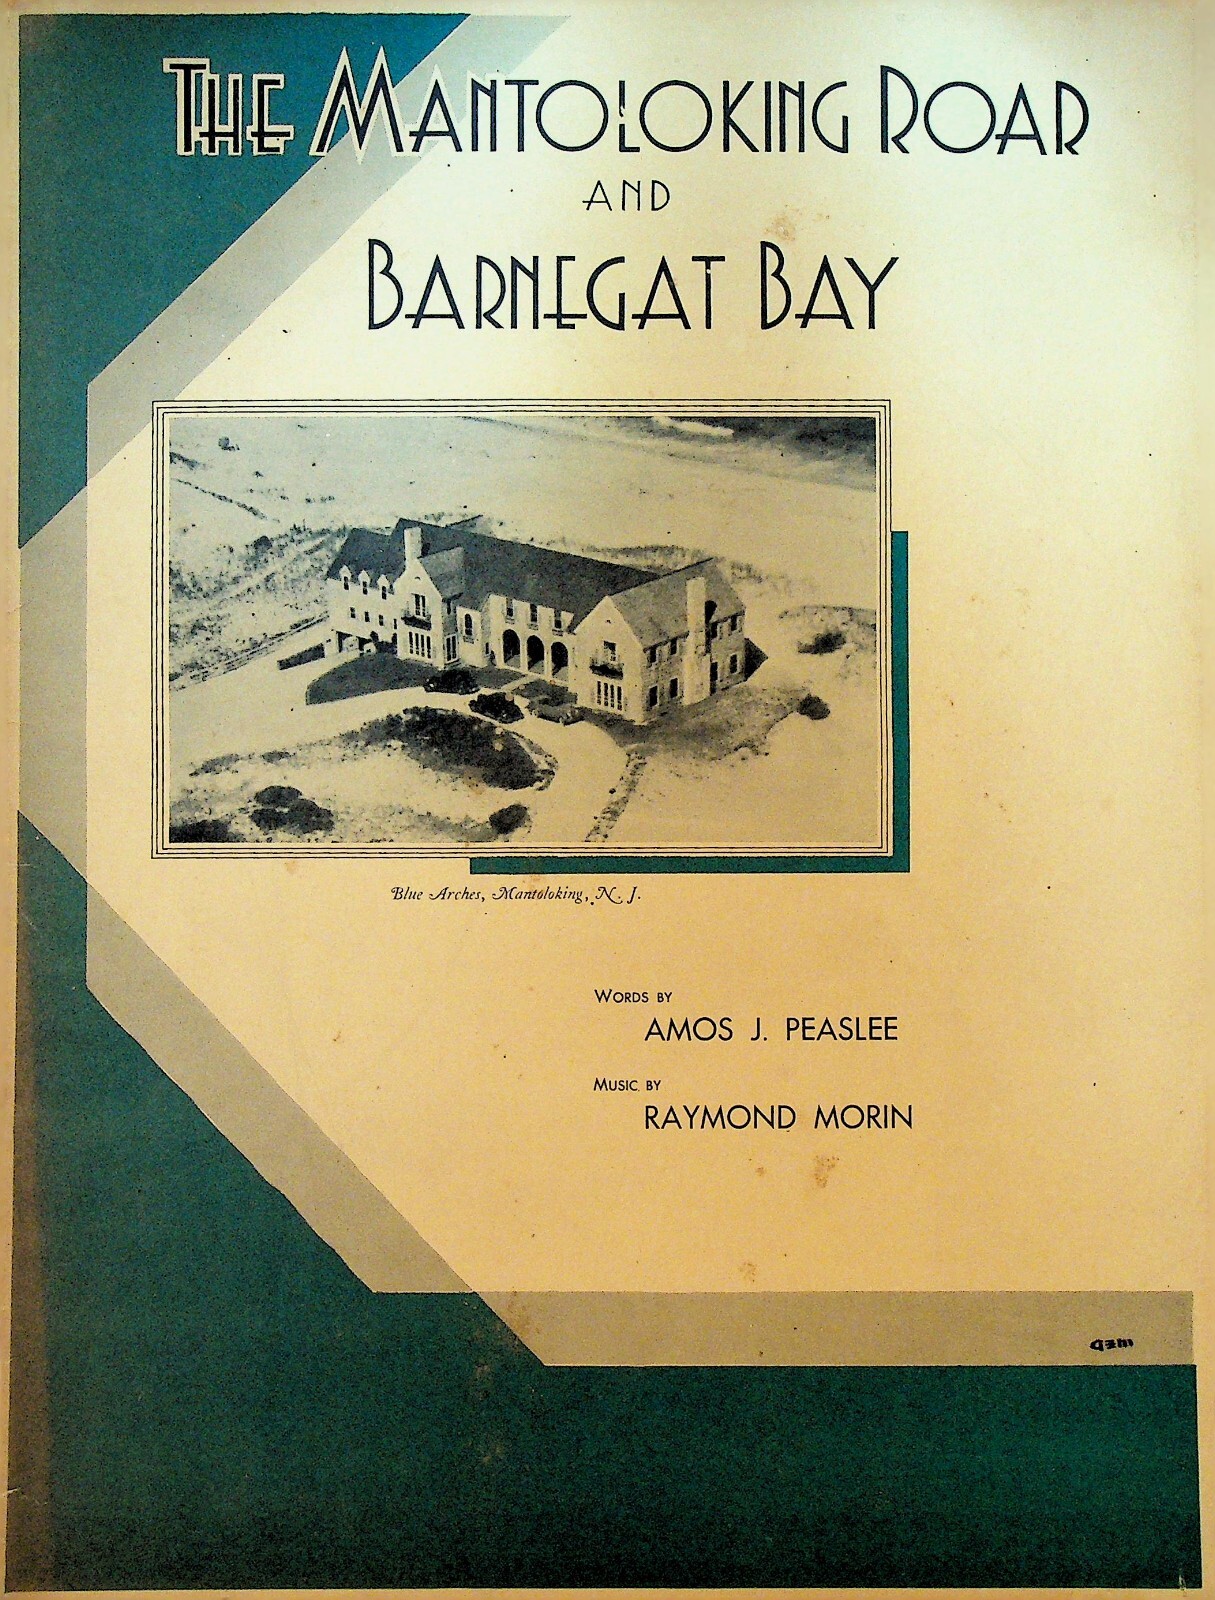 THE MANTOLOKING ROAR
AND
BARNEGAT BAY
Blue Arches, Mantoloking, N. J.
WORDS BY
AMOS J. PEASLEE
MUSIC BY
RAYMOND MORIN